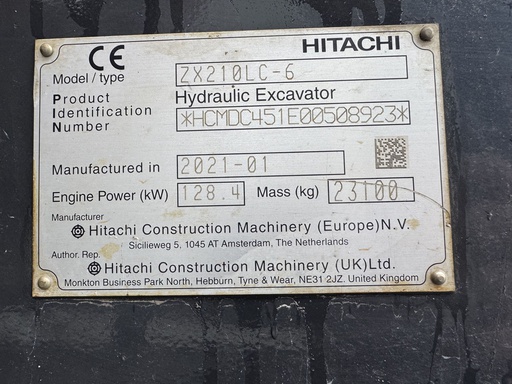 CE HITACHI
Model / type ZX210LC-6
Product Hydraulic Excavator
Identification
Number *HCMDC451E00508923*
Manufactured in 2021-01
Engine Power (kW) 128.4 Mass (kg) 23100
Manufacturer
Hitachi Construction Machinery (Europe)N.V.
Sicilieweg 5, 1045 AT Amsterdam, The Netherlands
Author. Rep.
Hitachi Construction Machinery (UK)Ltd.
Monkton Business Park North, Hebburn, Tyne & Wear, NE31 2JZ. United Kingdom